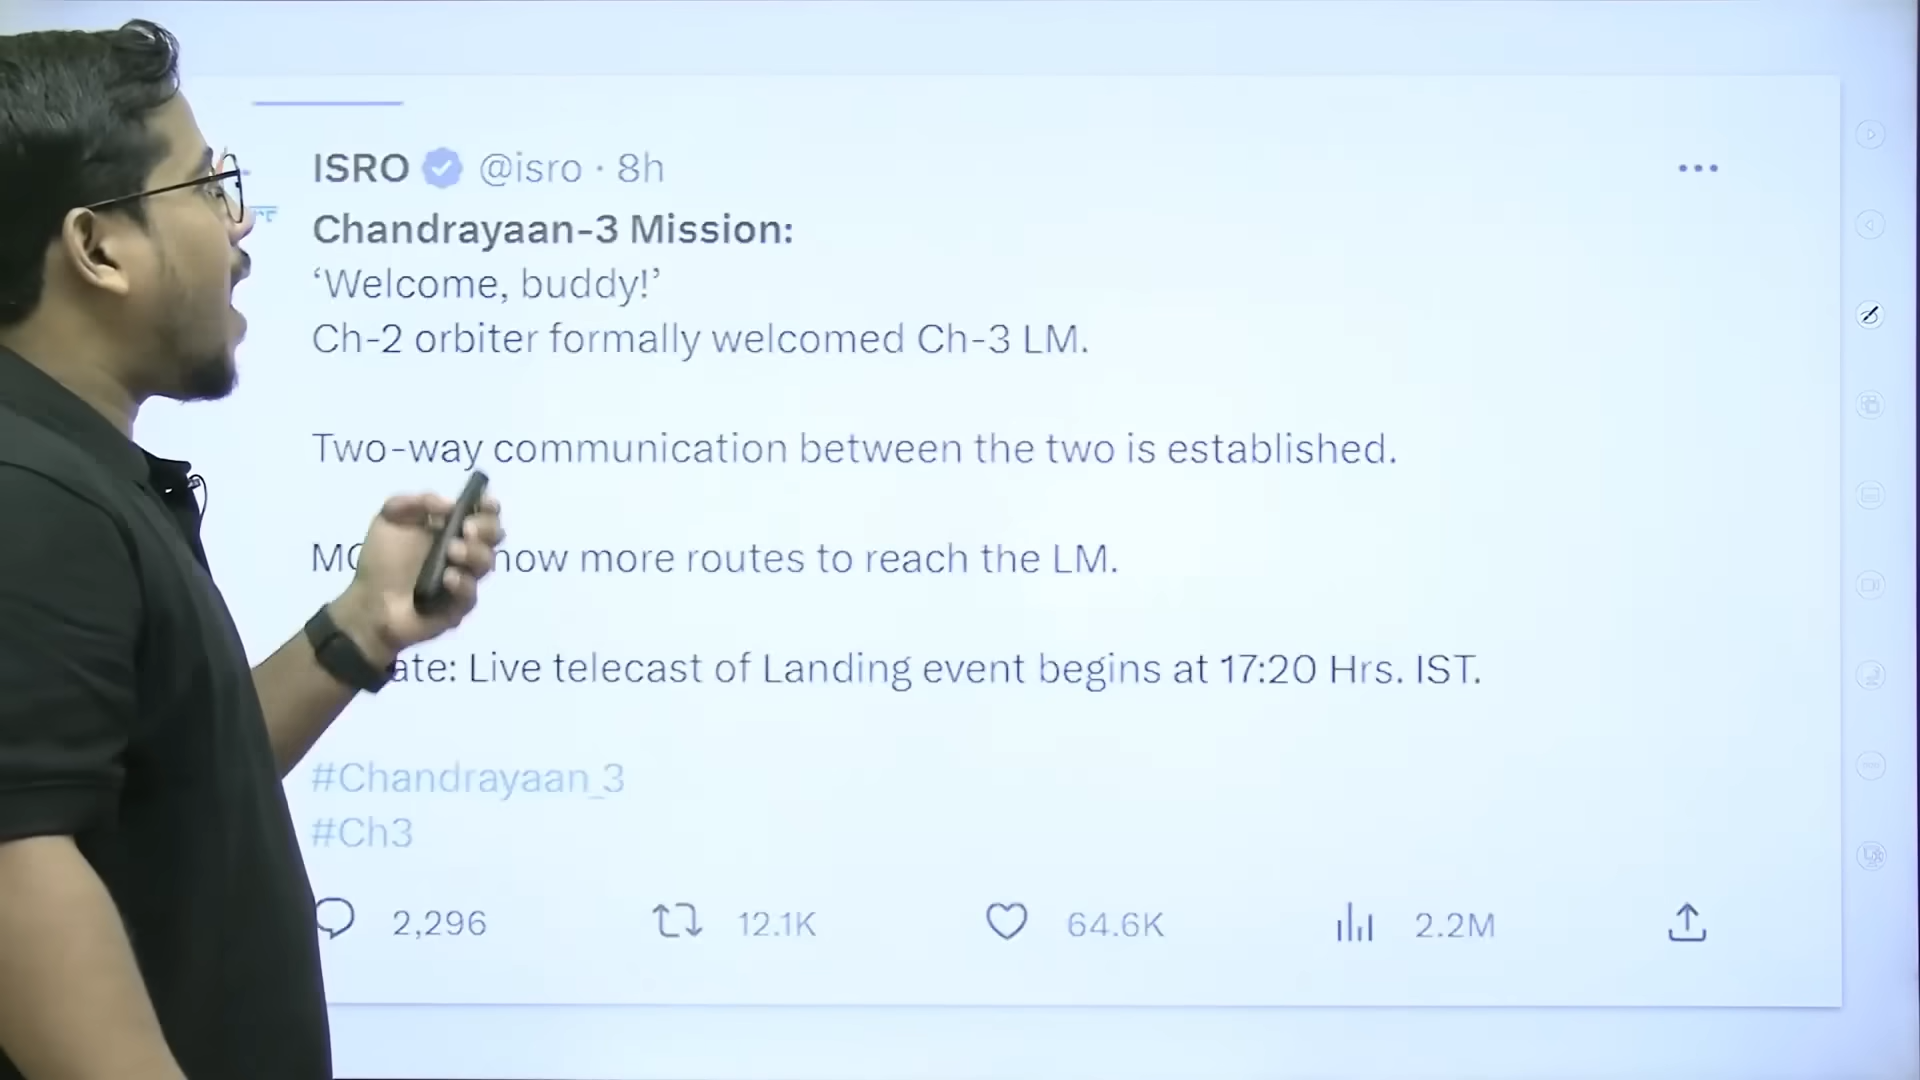 ISRO @isro · 8h
Chandrayaan-3 Mission:
‘Welcome, buddy!’
Ch-2 orbiter formally welcomed Ch-3 LM.
Two-way communication between the two is established.
now more routes to reach the LM.
Live telecast of Landing event begins at 17:20 Hrs. IST.
#Chandrayaan_3
#Ch3
2,296 12.1K 64.6K 2.2M